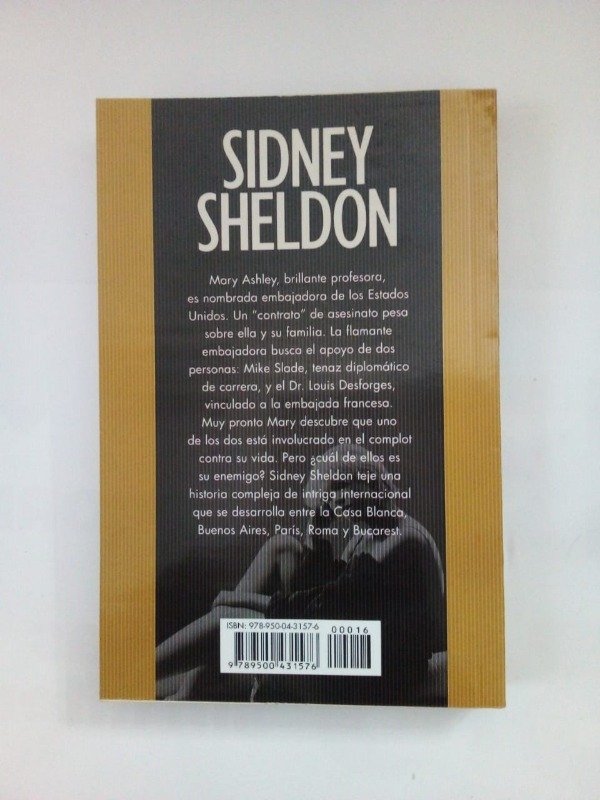 SIDNEY
SHELDON
Mary Ashley, brillante profesora,
es nombrada embajadora de los Estados
Unidos. Un "contrato" de asesinato pesa
sobre ella y su familia. La flamante
embajadora busca el apoyo de dos
personas: Mike Slade, tenaz diplomático
de carrera, y el Dr. Louis Desforges,
vinculado a la embajada francesa.
Muy pronto Mary descubre que uno
de los dos está involucrado en el complot
contra su vida. Pero ¿cuál de ellos es
su enemigo? Sidney Sheldon teje una
historia compleja de intriga internacional
que se desarrolla entre la Casa Blanca,
Buenos Aires, París, Roma y Bucarest.
ISBN: 978-950-04-3157-6
00016
9 789500 431576